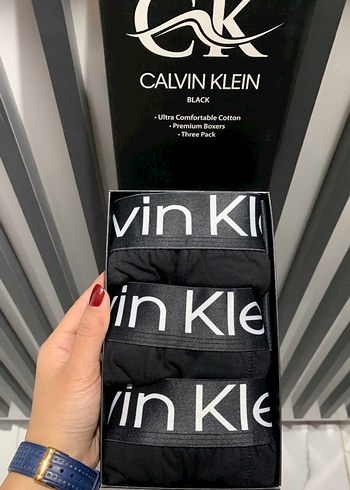 CK
CALVIN KLEIN
BLACK
• Ultra Comfortable Cotton
• Premium Boxers
• Three Pack
vin Kle
vin Kle
vin Kle